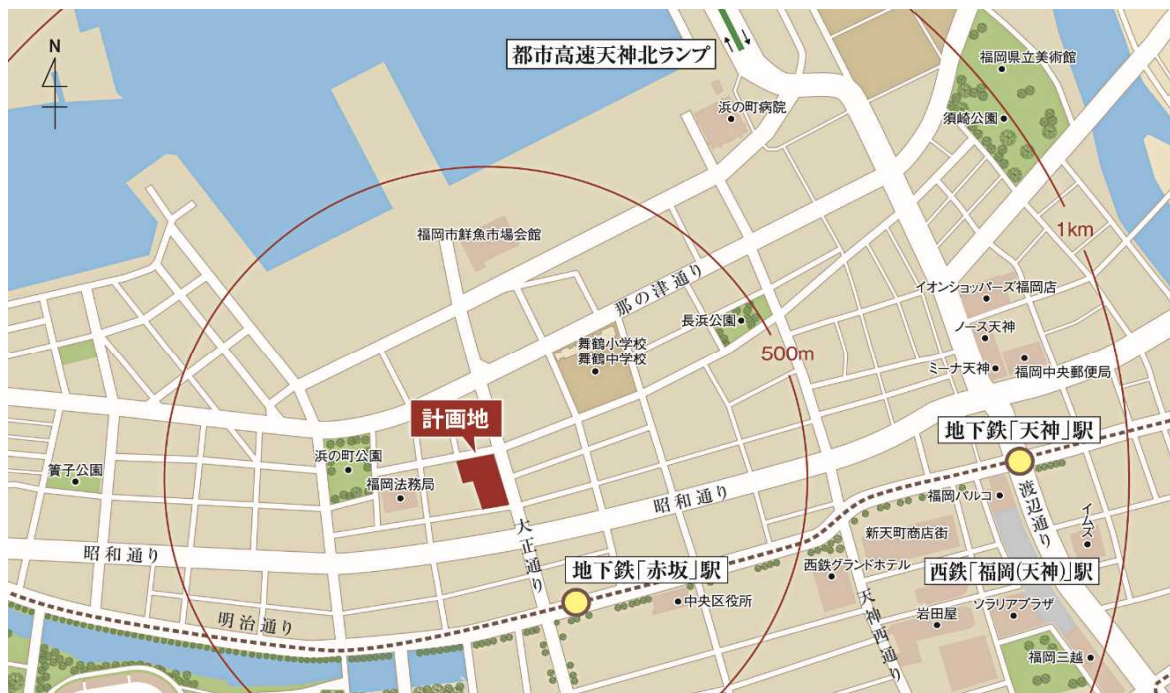 N
都市高速天神北ランプ
福岡県立美術館
浜の町病院
須崎公園
福岡市鮮魚市場会館
1km
那の津通り
イオンショッパーズ福岡店
長浜公園
ノース天神
舞鶴小学校
舞鶴中学校
500m
ミーナ天神
福岡中央郵便局
計画地
地下鉄「天神」駅
浜の町公園
簀子公園
福岡法務局
福岡パルコ
渡辺通り
昭和通り
新天町商店街
イムズ
大正通り
昭和通り
地下鉄「赤坂」駅
西鉄グランドホテル
西鉄「福岡(天神)」駅
中央区役所
ソラリアプラザ
岩田屋
明治通り
天神西通り
福岡三越